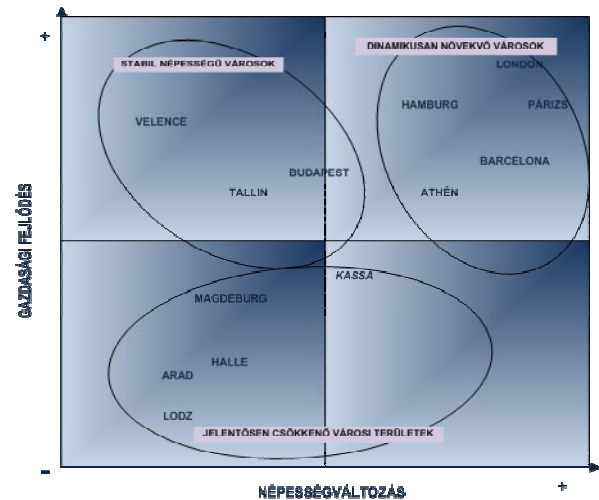 +
STABIL NÉPESSÉGŰ VÁROSOK
DINAMIKUSAN NÖVEKVŐ VÁROSOK
LONDON
HAMBURG
PÁRIZS
VELENCE
BARCELONA
BUDAPEST
TALLIN
ATHÉN
GAZDASÁGI FEJLŐDÉS
KASSA
MAGDEBURG
HALLE
ARAD
LODZ
JELENTŐSEN CSÖKKENŐ VÁROSI TERÜLETEK
-
NÉPESSÉGVÁLTOZÁS
+